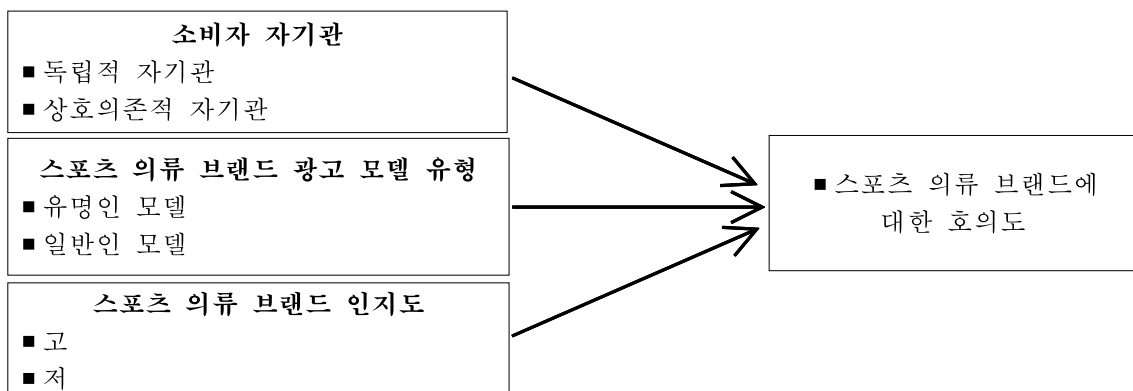 소비자 자기관
■ 독립적 자기관
■ 상호의존적 자기관
스포츠 의류 브랜드 광고 모델 유형
■ 유명인 모델
■ 일반인 모델
스포츠 의류 브랜드 인지도
■ 고
■ 저
■ 스포츠 의류 브랜드에
대한 호의도